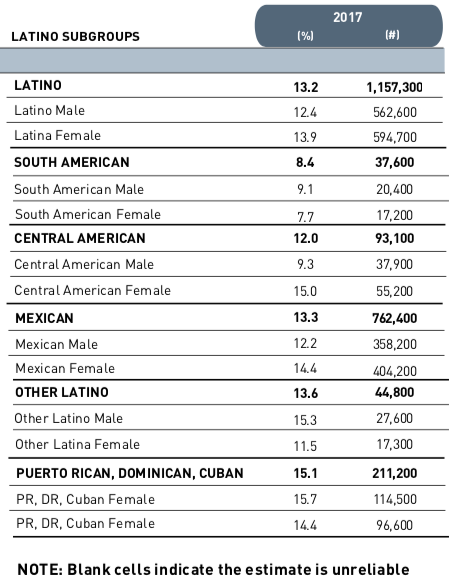 2017
LATINO SUBGROUPS (%) (#)
LATINO 13.2 1,157,300
Latino Male 12.4 562,600
Latina Female 13.9 594,700
SOUTH AMERICAN 8.4 37,600
South American Male 9.1 20,400
South American Female 7.7 17,200
CENTRAL AMERICAN 12.0 93,100
Central American Male 9.3 37,900
Central American Female 15.0 55,200
MEXICAN 13.3 762,400
Mexican Male 12.2 358,200
Mexican Female 14.4 404,200
OTHER LATINO 13.6 44,800
Other Latino Male 15.3 27,600
Other Latina Female 11.5 17,300
PUERTO RICAN, DOMINICAN, CUBAN 15.1 211,200
PR, DR, Cuban Female 15.7 114,500
PR, DR, Cuban Female 14.4 96,600
NOTE: Blank cells indicate the estimate is unreliable